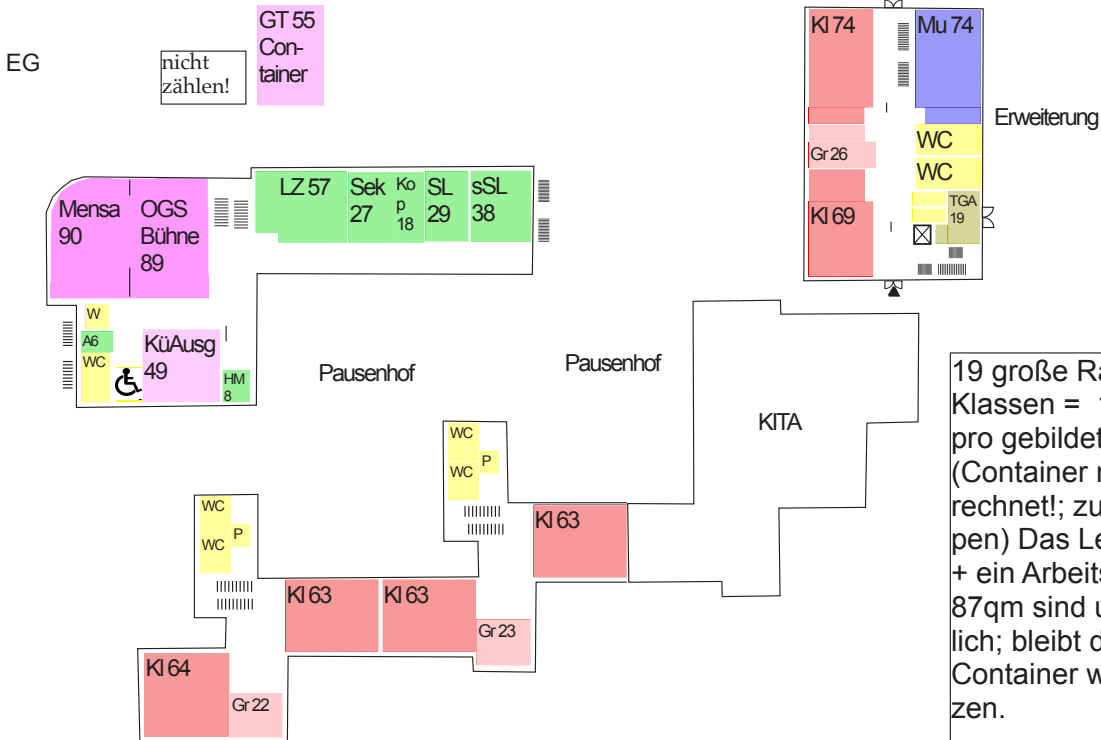 EG
nicht
zählen!
GT 55
Con-
tainer
Kl 74
Mu 74
Erweiterung
WC
WC
Gr 26
TGA
19
Kl 69
Mensa
90
OGS
Bühne
89
LZ 57
Sek
27
Ko
p
18
SL
29
sSL
38
W
A6
WC
KüAusg
49
HM
8
Pausenhof
Pausenhof
KITA
WC
WC
P
WC
WC
P
Kl 63
Kl 63
Kl 63
Gr 23
Kl 64
Gr 22
19 große Rä
Klassen =
pro gebildet
(Container
rechnet!; zu
pen) Das Le
+ ein Arbeits
87qm sind u
lich; bleibt d
Container w
zen.